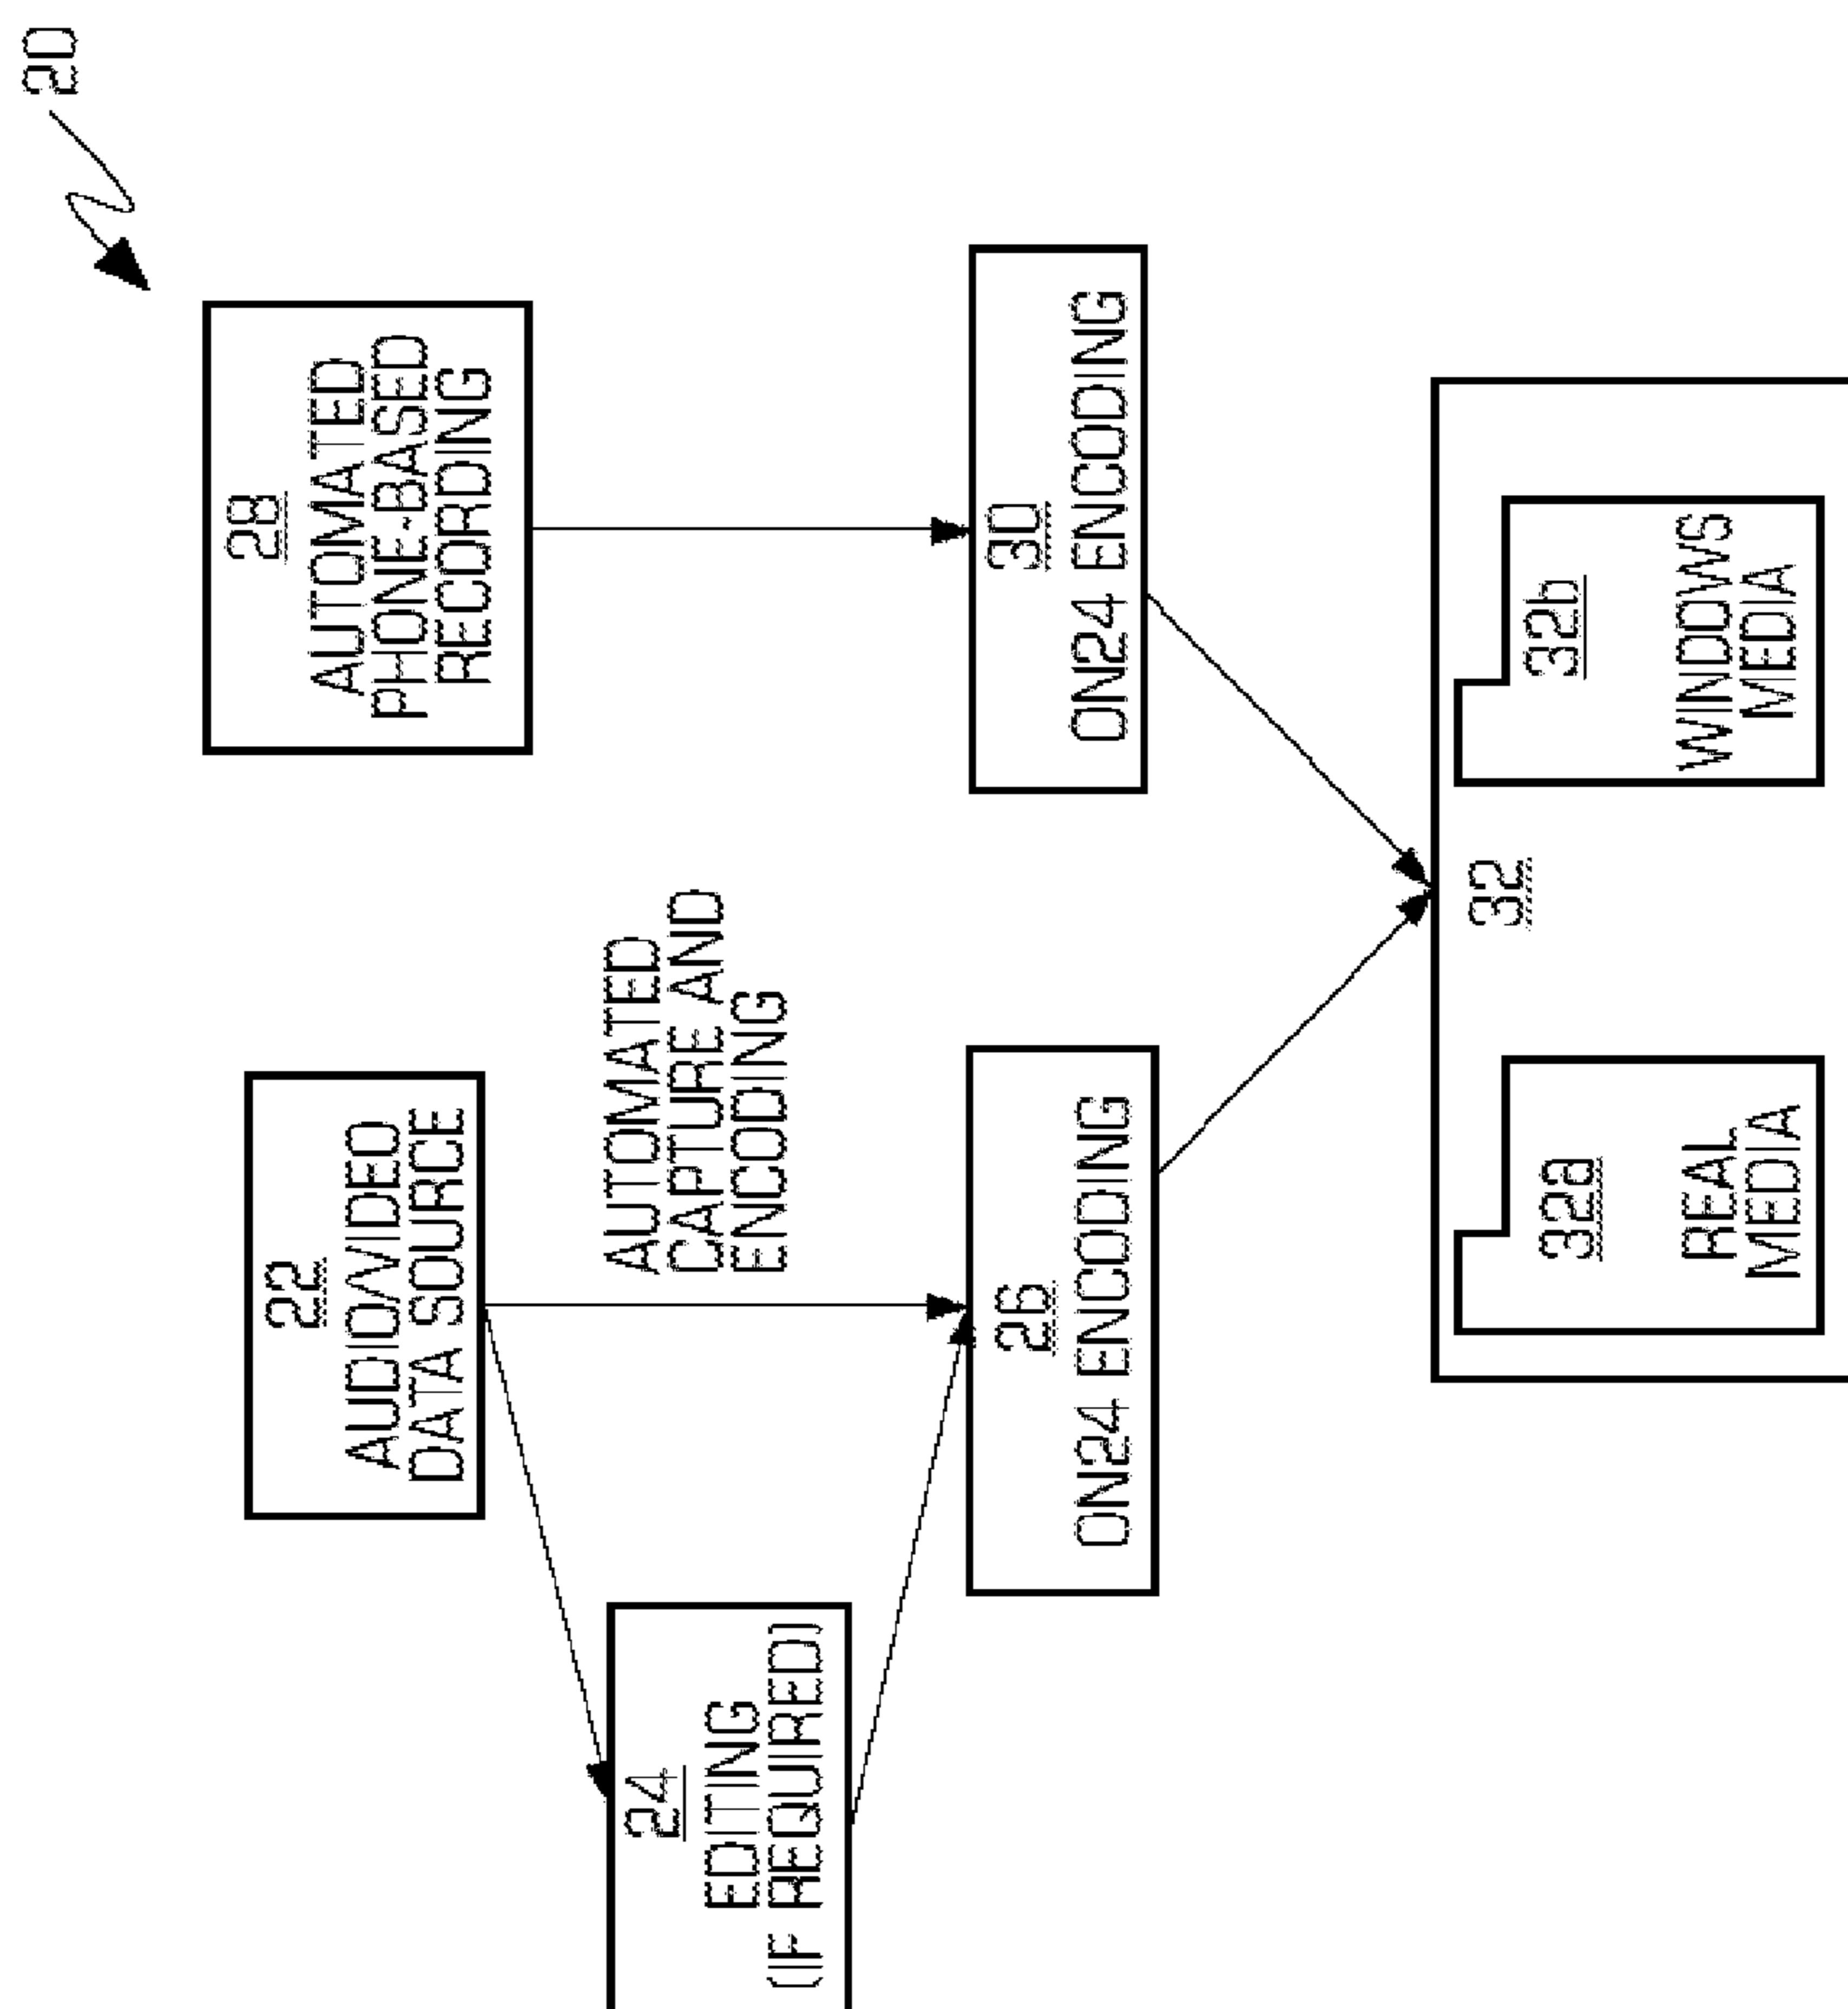 20
22
AUDIO/VIDEO
DATA SOURCE
28
AUTOMATED
PHONE-BASED
RECORDING
24
EDITING
(IF REQUIRED)
AUTOMATED
CAPTURE AND
ENCODING
26
ON24 ENCODING
30
ON24 ENCODING
32
32a
REAL
MEDIA
32b
WINDOWS
MEDIA